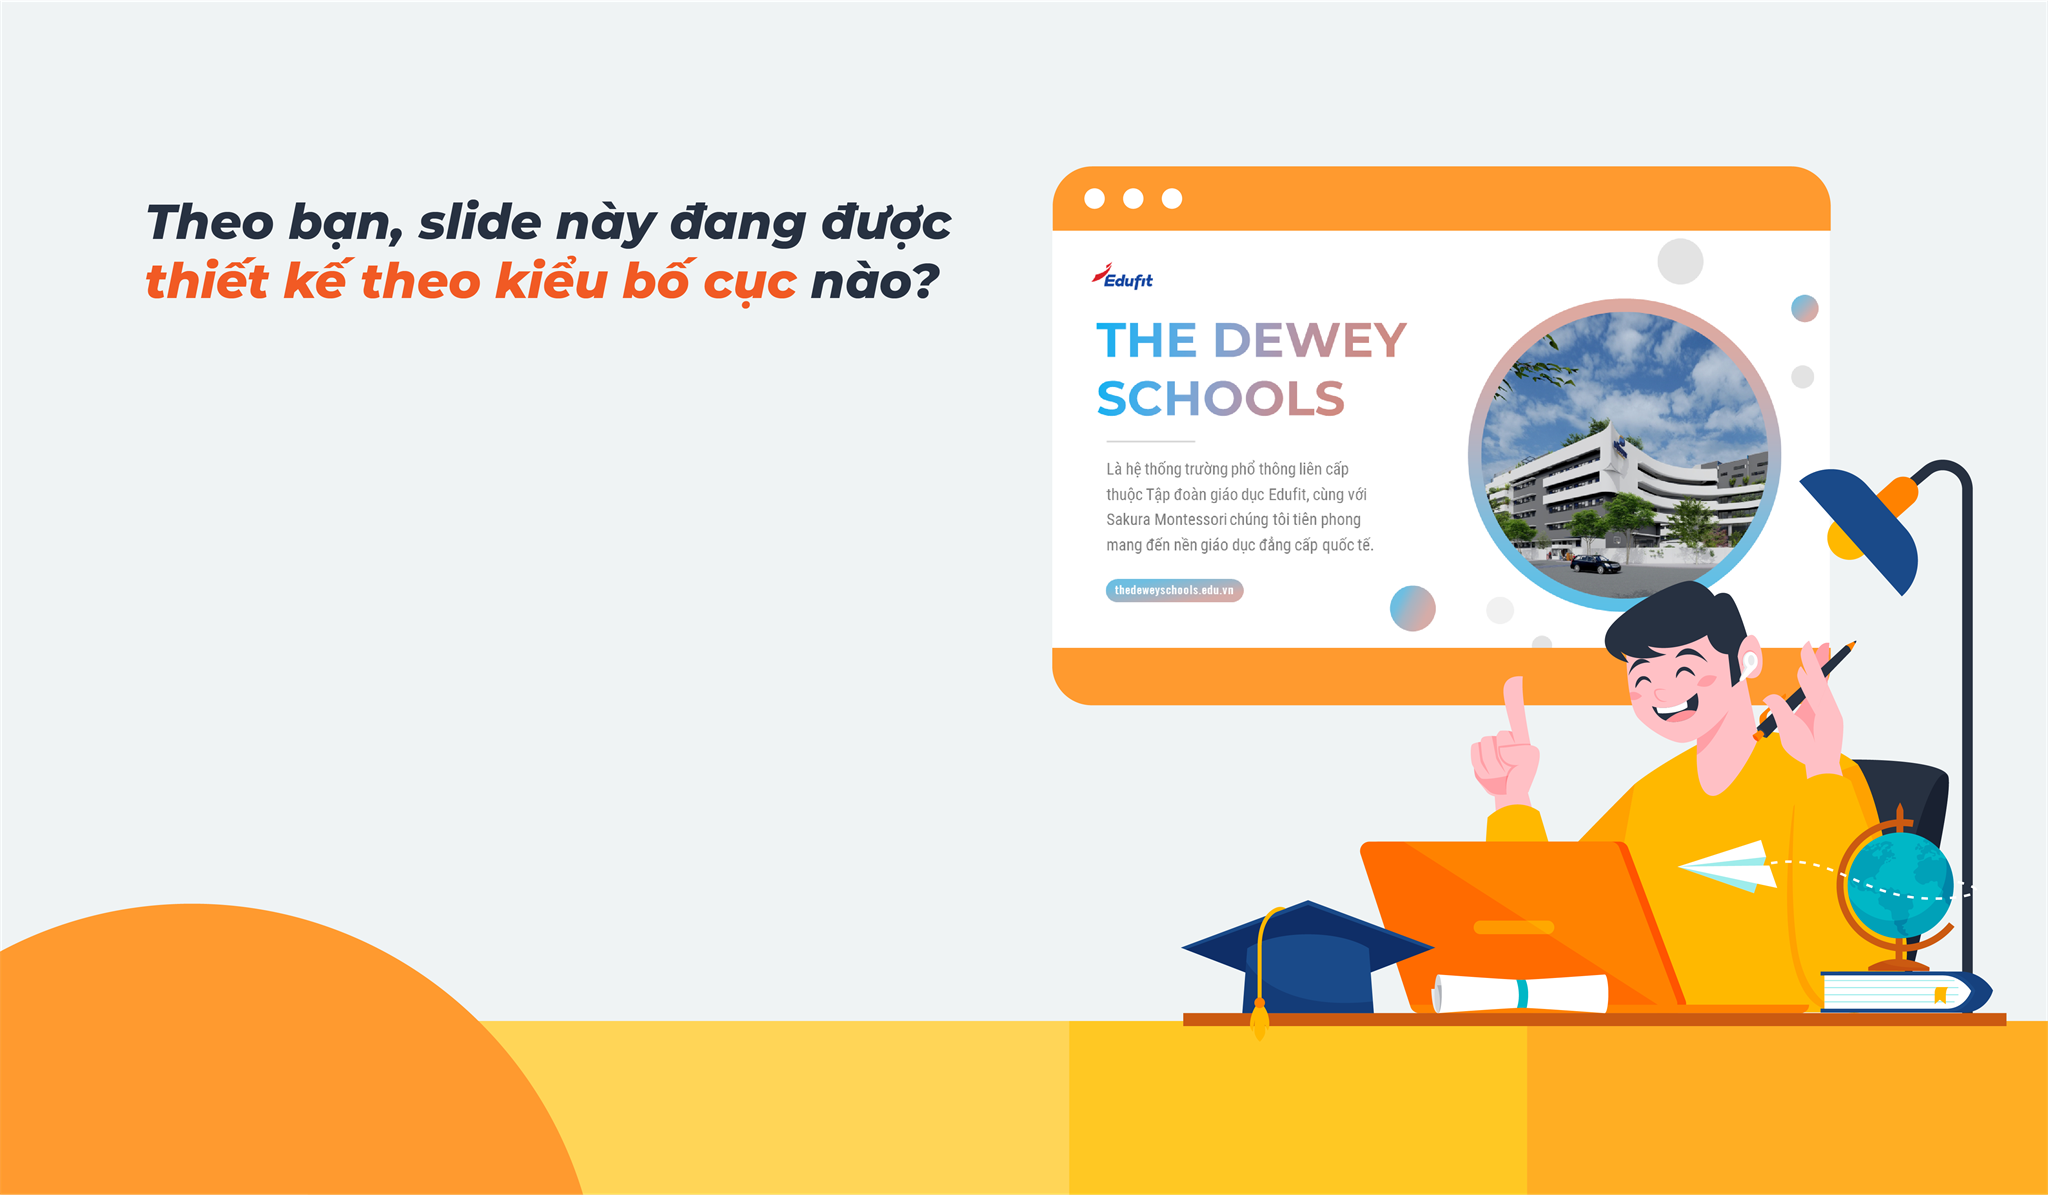 Theo bạn, slide này đang được
thiết kế theo kiểu bố cục nào?
Edufit
THE DEWEY
SCHOOLS
Là hệ thống trường phổ thông liên cấp
thuộc Tập đoàn giáo dục Edufit, cùng với
Sakura Montessori chúng tôi tiên phong
mang đến nền giáo dục đẳng cấp quốc tế.
thedeweyschools.edu.vn